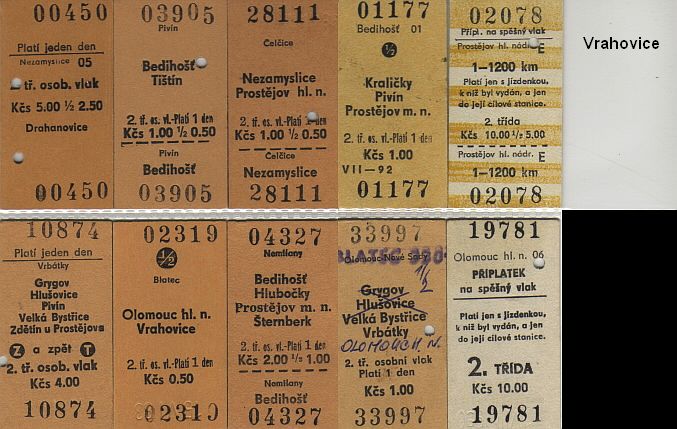 00450
Platí jeden den
Nezamyslice 05
2. tř. osob. vlak
Kčs 5.00 ½ 2.50
Drahanovice
00450
03905
Pivín
Bedihošť
Tištín
2. tř. os. vl.-Platí 1 den
Kčs 1.00 ½ 0.50
Pivín
Bedihošť
03905
28111
Čelčice
Nezamyslice
Prostějov hl. n.
2. tř. os. vl.-Platí 1 den
Kčs 1.00 ½ 0.50
Čelčice
Nezamyslice
28111
01177
Bedihošť 01
½
Kraličky
Pivín
Prostějov m. n.
2. tř. os. vl.-Platí 1 den
Kčs 1.00
VII-92
01177
02078
Přípl. na spěšný vlak
Prostějov hl. nádr. E
1-1200 km
Platí jen s jízdenkou,
k níž byl vydán, a jen
do její cílové stanice.
2. třída
Kčs 10.00 ½ 5.00
Prostějov hl. nádr. E
1-1200 km
02078
Vrahovice
10874
Platí jeden den
Vrbátky
Grygov
Hlušovice
Pivín
Velká Bystřice
Zdětín u Prostějova
Z a zpět T
2. tř. osob. vlak
Kčs 4.00
10874
02319
½
Blatec
Olomouc hl. n.
Vrahovice
2. tř. os. vl.-Platí 1 den
Kčs 0.50
02319
04327
Nemilany
Bedihošť
Hlubočky
Prostějov m. n.
Šternberk
2. tř. os. vl.-Platí 1 den
Kčs 2.00 ½ 1.00
Nemilany
Bedihošť
04327
33997
BLATEC
Olomouc-Nové Sady
1/2
Grygov
Hlušovice
Velká Bystřice
Vrbátky
OLOMOUC H. N.
2. tř. osobní vlak
Platí 1 den
Kčs 1.00
33997
19781
Olomouc hl. n. 06
PŘÍPLATEK
na spěšný vlak
Platí jen s jízdenkou,
k níž byl vydán, a jen
do její cílové stanice.
2. TŘÍDA
Kčs 10.00
19781